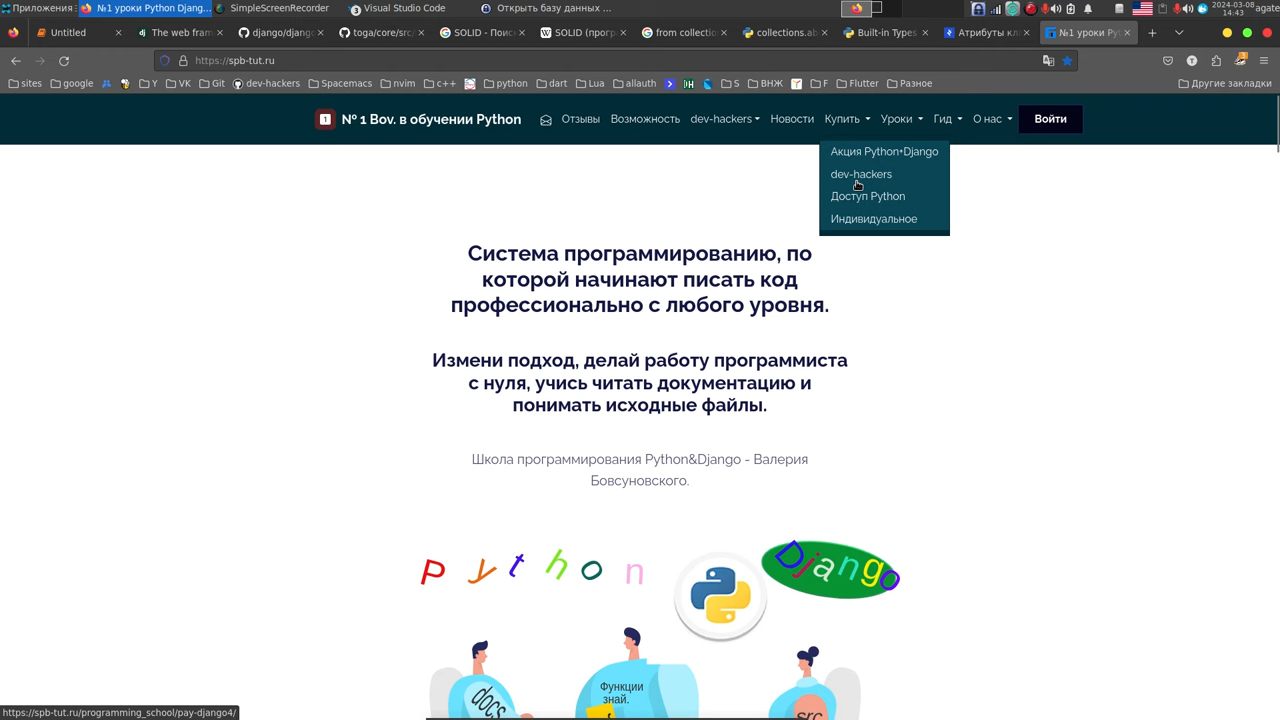 Приложения
№1 уроки Python Djang...
SimpleScreenRecorder
3 Visual Studio Code
Открыть базу данных ...
2024-03-08
14:43
agate
Untitled
The web fram
django/djang
toga/core/src/
SOLID - Поис
SOLID (прогр
from collectio
collections.ab
Built-in Types
Атрибуты кл
№1 уроки Pyt
https://spb-tut.ru
sites
google
Y
VK
Git
dev-hackers
Spacemacs
nvim
c++
python
dart
Lua
allauth
S
ВНЖ
F
Flutter
Разное
Другие закладки
1 № 1 Bov. в обучении Python
Отзывы
Возможность
dev-hackers
Новости
Купить
Уроки
Гид
О нас
Войти
Акция Python+Django
dev-hackers
Доступ Python
Индивидуальное
Система программированию, по
которой начинают писать код
профессионально с любого уровня.
Измени подход, делай работу программиста
с нуля, учись читать документацию и
понимать исходные файлы.
Школа программирования Python&Django - Валерия
Бовсуновского.
Python
Django
Функции
знай.
docs
src
https://spb-tut.ru/programming_school/pay-django4/